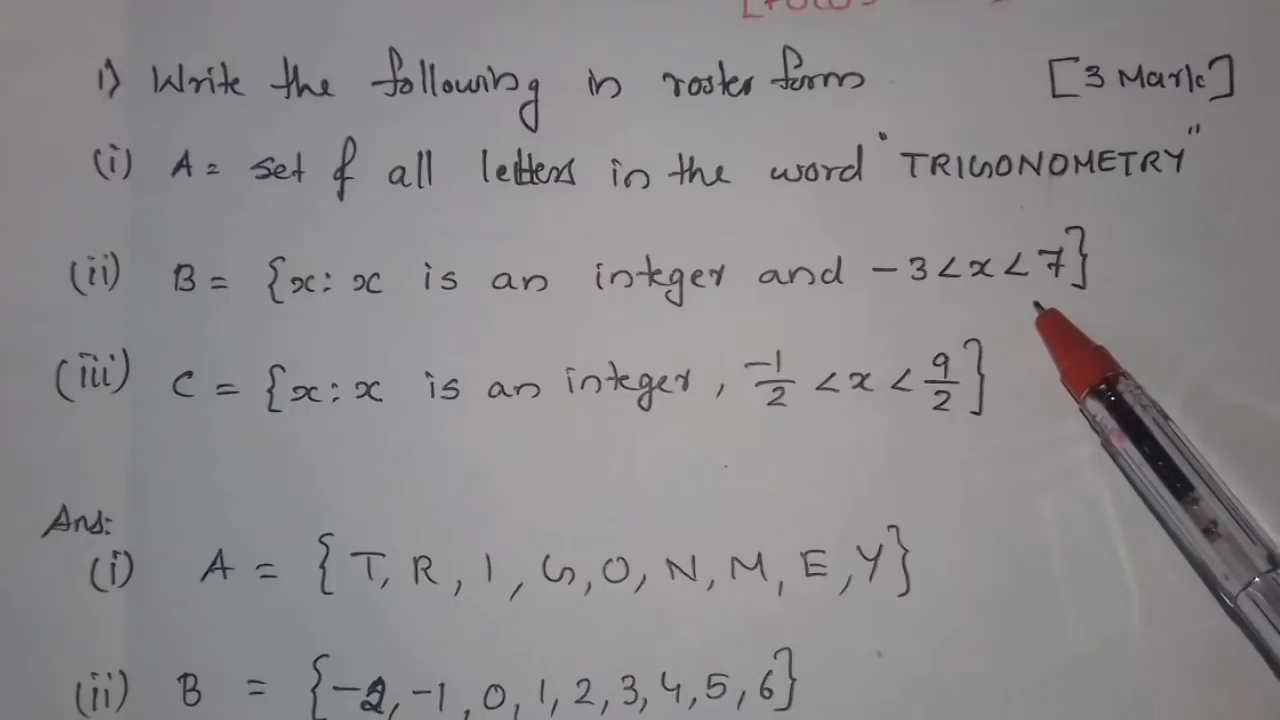 1) Write the following in roster form [3 Mark]
(i) A = set of all letters in the word "TRIGONOMETRY"
(ii) B = {x : x is an integer and -3 < x < 7}
(iii) C = {x : x is an integer, -1/2 < x < 9/2}
Ans:
(i) A = {T, R, I, G, O, N, M, E, Y}
(ii) B = {-2, -1, 0, 1, 2, 3, 4, 5, 6}